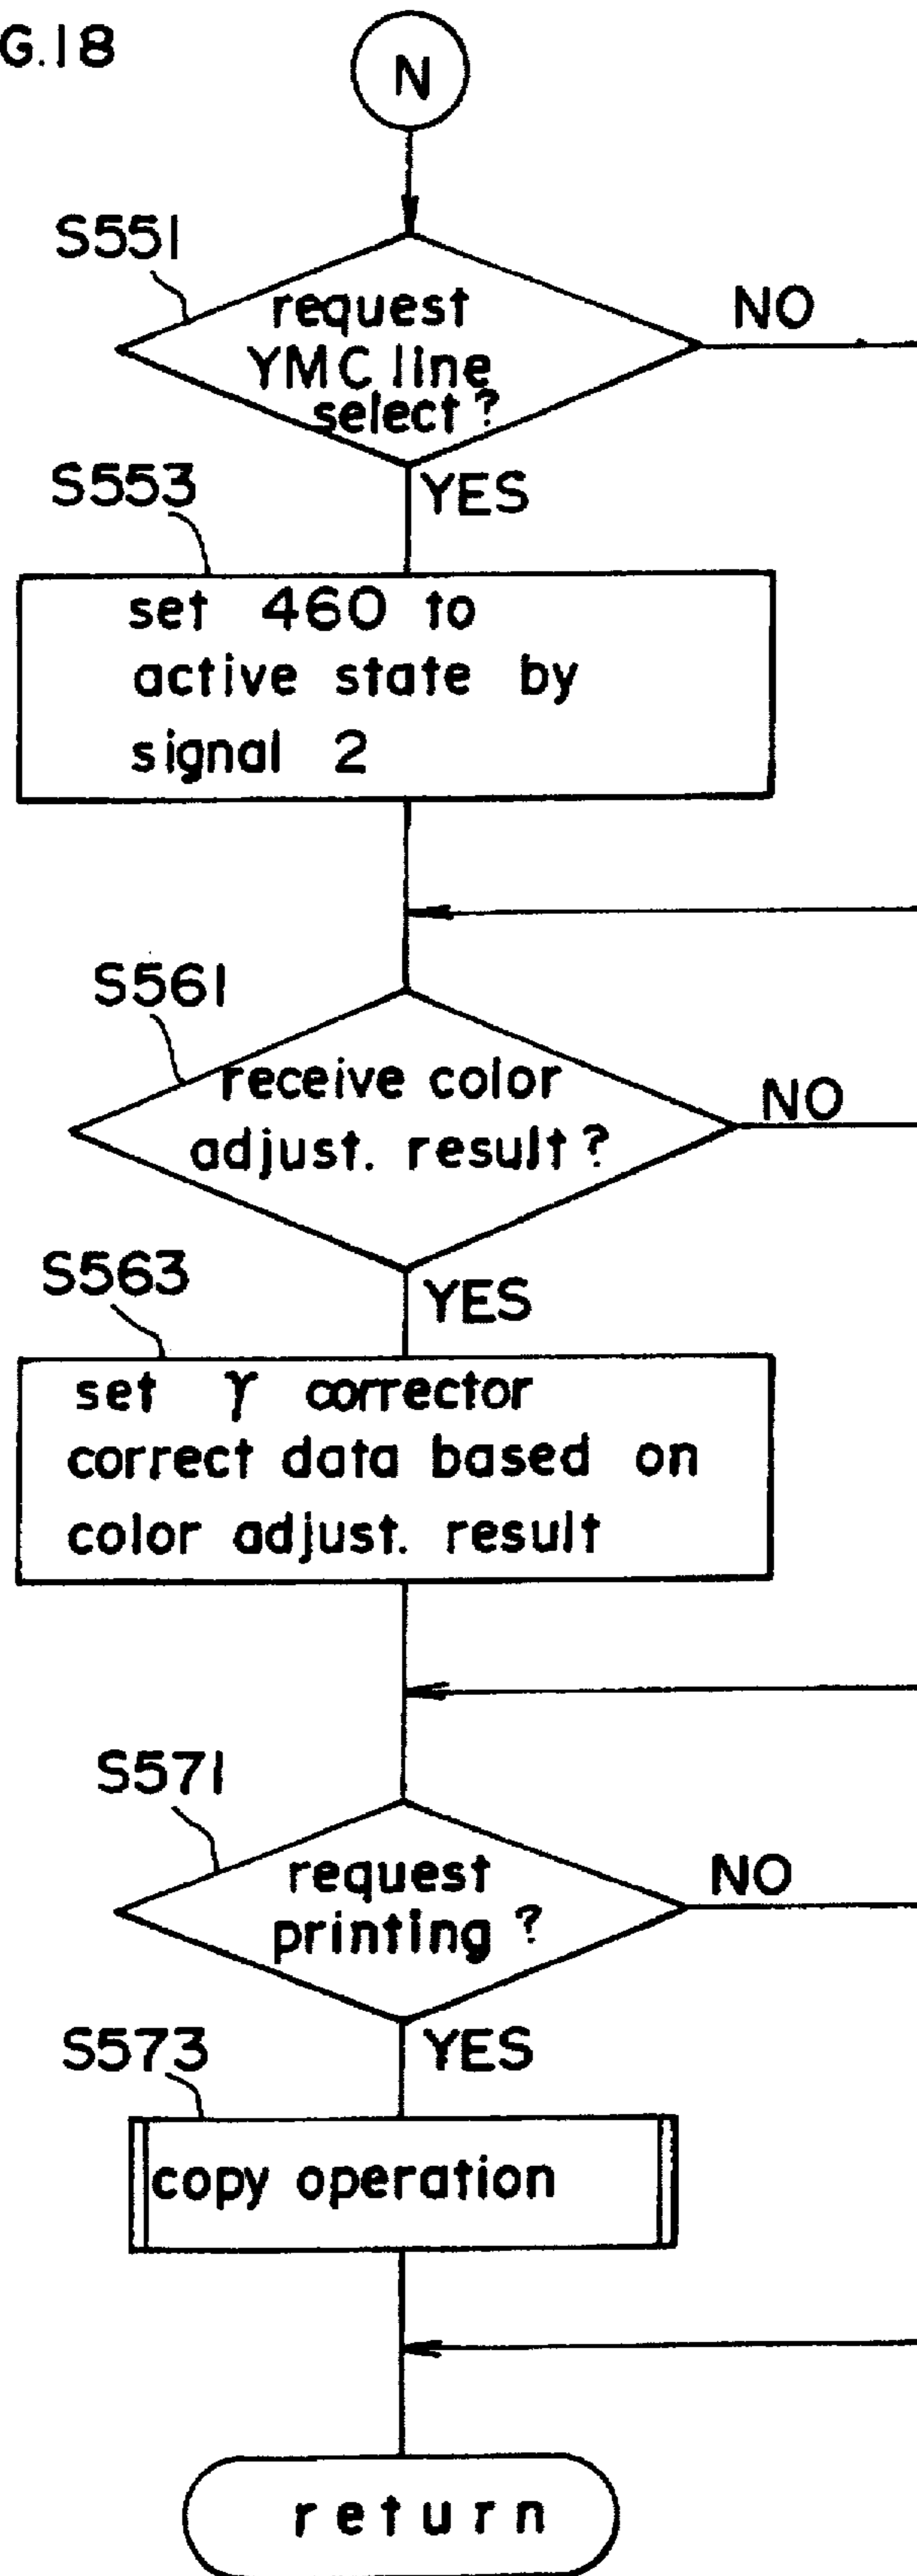 G.18
N
S551
request
YMC line
select?
NO
YES
S553
set 460 to
active state by
signal 2
S561
receive color
adjust. result?
NO
YES
S563
set γ corrector
correct data based on
color adjust. result
S571
request
printing ?
NO
YES
S573
copy operation
return